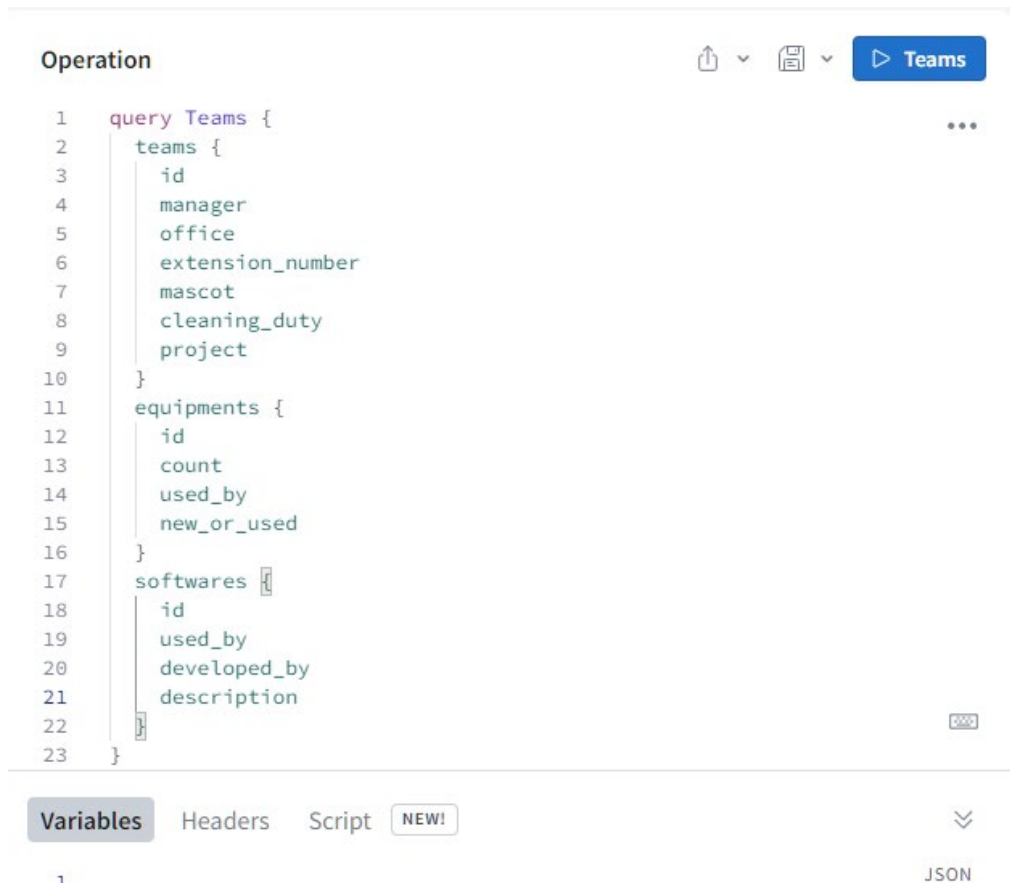 Operation
Teams
1 query Teams {
2 teams {
3 id
4 manager
5 office
6 extension_number
7 mascot
8 cleaning_duty
9 project
10 }
11 equipments {
12 id
13 count
14 used_by
15 new_or_used
16 }
17 softwares {
18 id
19 used_by
20 developed_by
21 description
22 }
23 }
Variables Headers Script NEW!
JSON
1